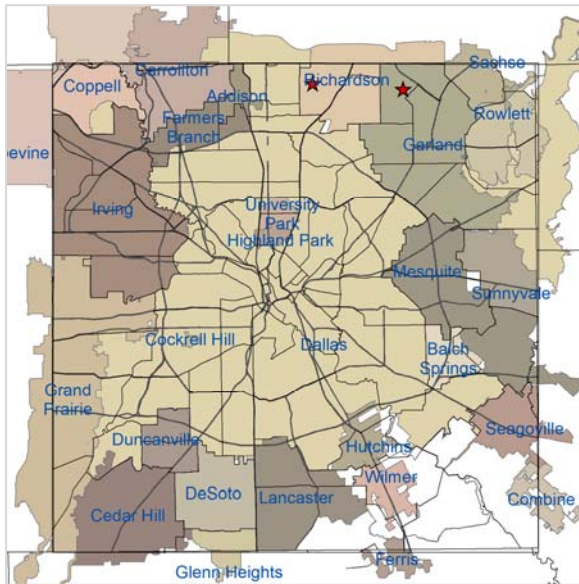 Carrollton
Sachse
Coppell
Richardson
Addison
Rowlett
Farmers
Branch
Garland
evine
Irving
University
Park
Highland Park
Mesquite
Sunnyvale
Cockrell Hill
Dallas
Balch
Springs
Grand
Prairie
Seagoville
Duncanville
Hutchins
Wilmer
DeSoto
Lancaster
Combine
Cedar Hill
Ferris
Glenn Heights